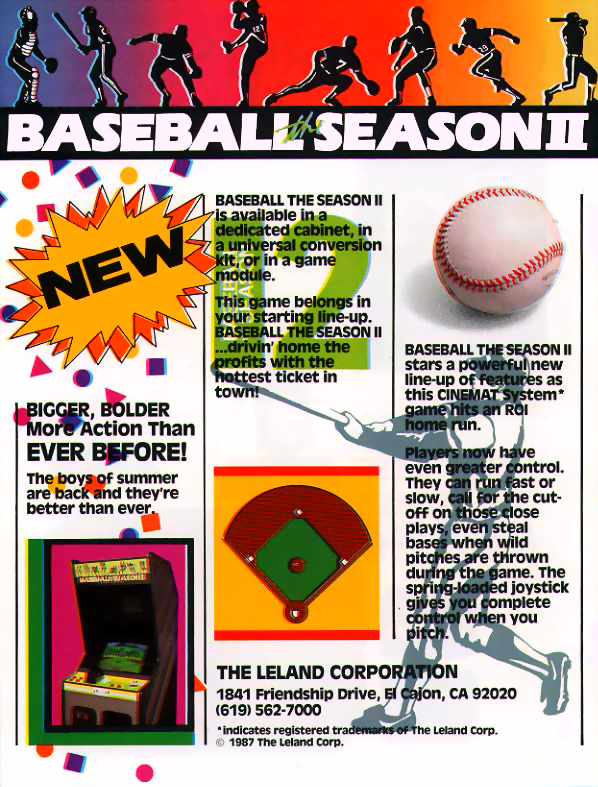 BASEBALL the SEASON II
NEW
BIGGER, BOLDER
More Action Than
EVER BEFORE!
The boys of summer
are back and they're
better than ever.
BASEBALL THE SEASON II
is available in a
dedicated cabinet, in
a universal conversion
kit, or in a game
module.
This game belongs in
your starting line-up.
BASEBALL THE SEASON II
...drivin' home the
profits with the
hottest ticket in
town!
BASEBALL THE SEASON II
stars a powerful new
line-up of features as
this CINEMAT System*
game hits an ROI
home run.
Players now have
even greater control.
They can run fast or
slow, call for the cut-
off on those close
plays, even steal
bases when wild
pitches are thrown
during the game. The
spring-loaded joystick
gives you complete
control when you
pitch.
THE LELAND CORPORATION
1841 Friendship Drive, El Cajon, CA 92020
(619) 562-7000
*indicates registered trademarks of The Leland Corp.
© 1987 The Leland Corp.